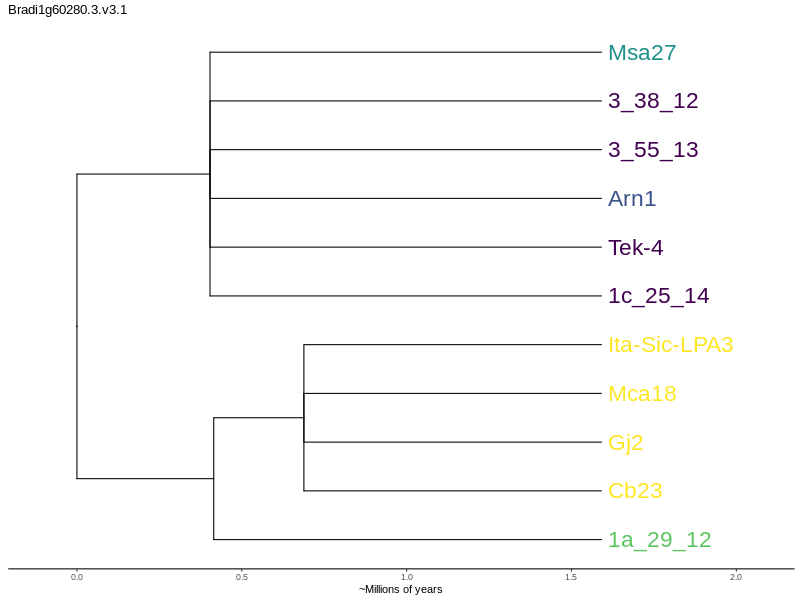 Bradi1g60280.3.v3.1
Msa27
3_38_12
3_55_13
Arn1
Tek-4
1c_25_14
Ita-Sic-LPA3
Mca18
Gj2
Cb23
1a_29_12
0.0 0.5 1.0 1.5 2.0
~Millions of years